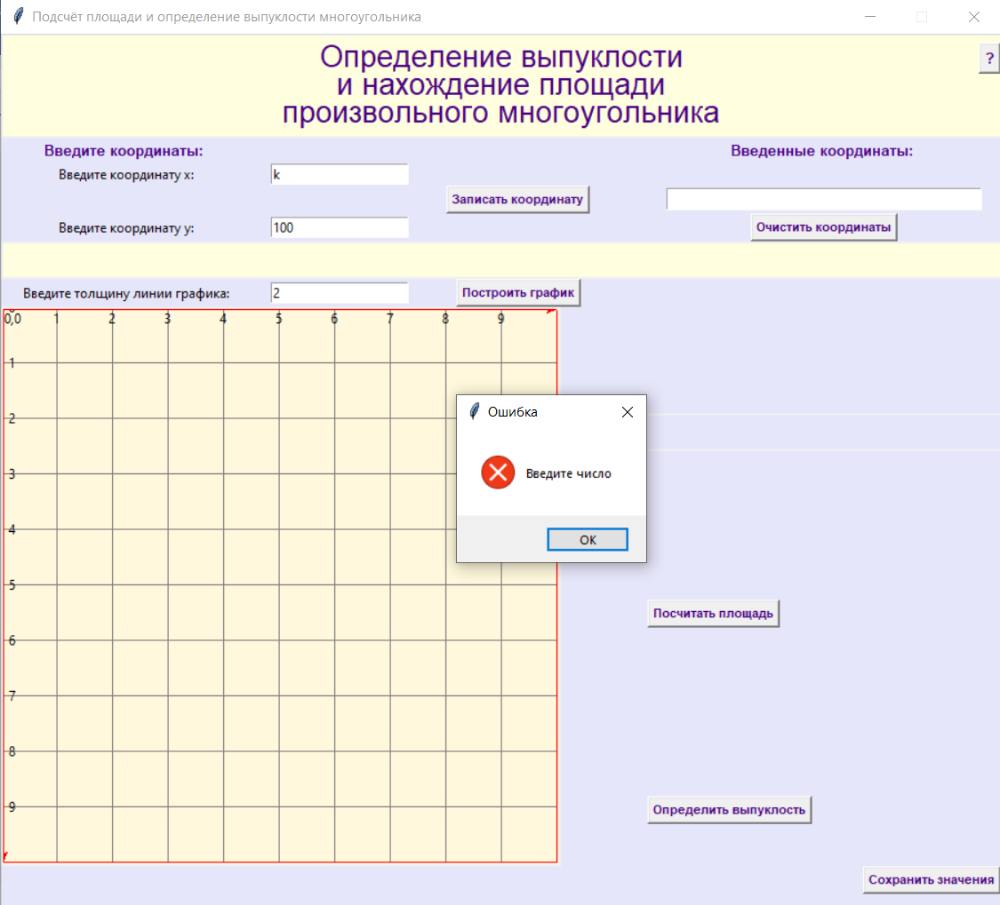 Подсчёт площади и определение выпуклости многоугольника
Определение выпуклости
и нахождение площади
произвольного многоугольника
?
Введите координаты:
Введенные координаты:
Введите координату x:
k
Записать координату
Введите координату y:
100
Очистить координаты
Введите толщину линии графика:
2
Построить график
0,0 1 2 3 4 5 6 7 8 9
1
2
3
4
5
6
7
8
9
Ошибка
Введите число
ОК
Посчитать площадь
Определить выпуклость
Сохранить значения